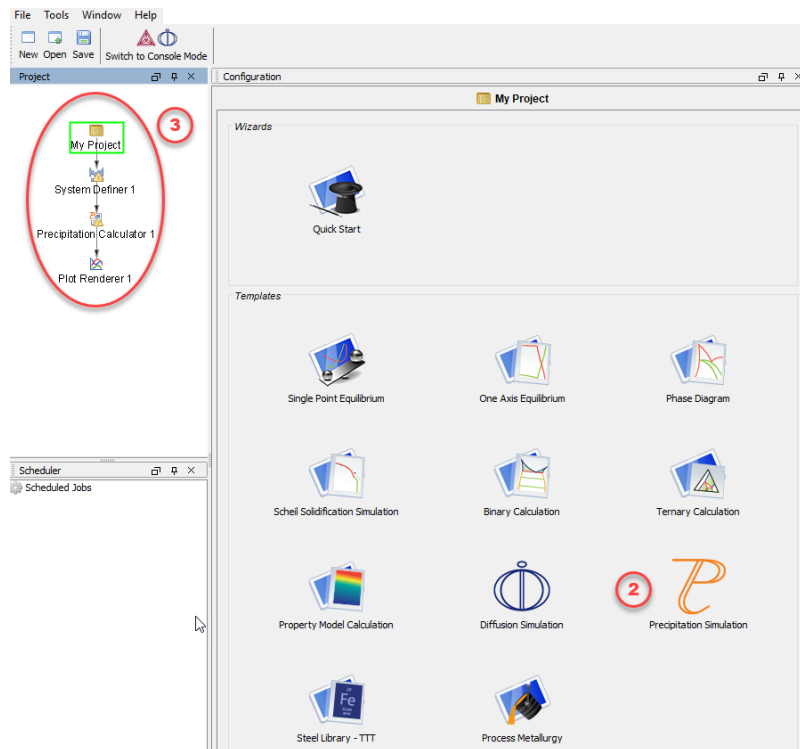 File Tools Window Help
New Open Save Switch to Console Mode
Project
My Project
System Definer 1
Precipitation Calculator 1
Plot Renderer 1
3
Scheduler
Scheduled Jobs
Configuration
My Project
Wizards
Quick Start
Templates
Single Point Equilibrium One Axis Equilibrium Phase Diagram
Scheil Solidification Simulation Binary Calculation Ternary Calculation
2
Property Model Calculation Diffusion Simulation Precipitation Simulation
Fe
Steel Library - TTT Process Metallurgy